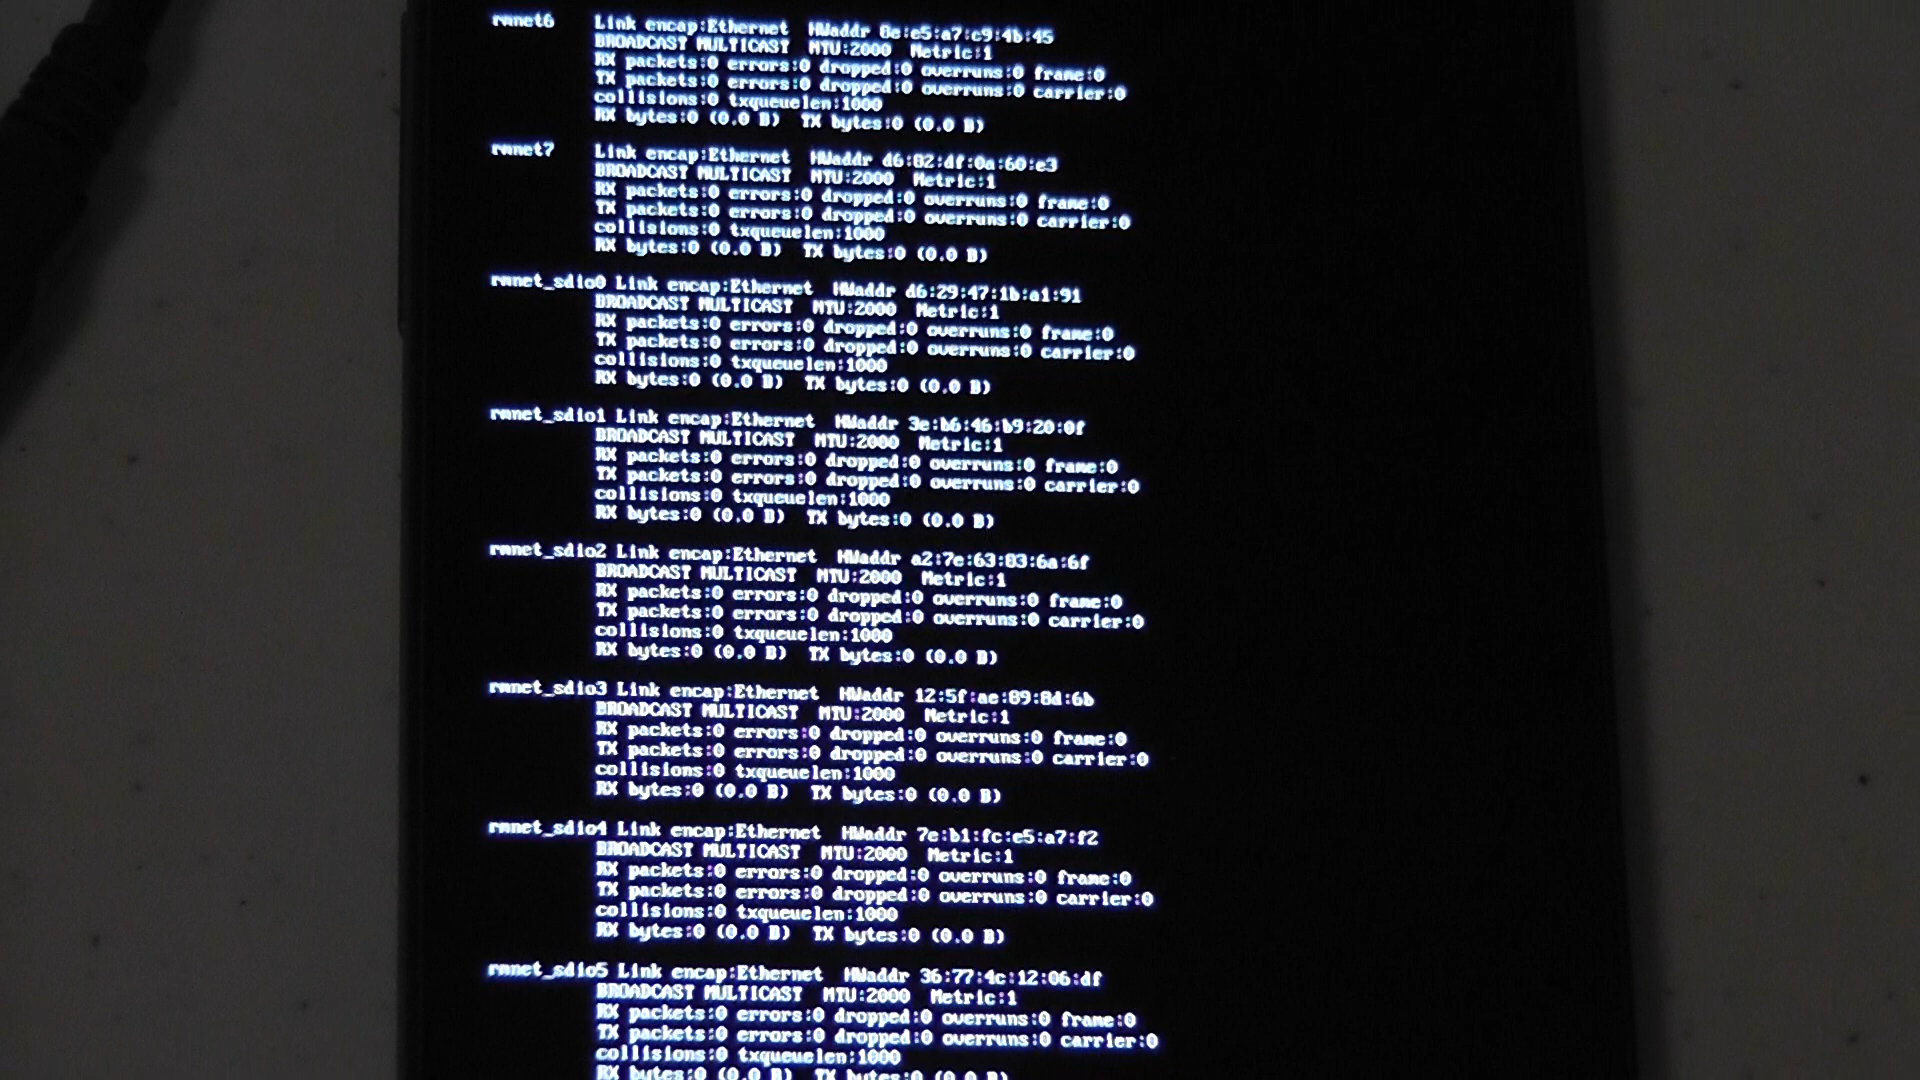 rmnet6    Link encap:Ethernet  HWaddr 8e:e5:a7:c9:4b:45
          BROADCAST MULTICAST  MTU:2000  Metric:1
          RX packets:0 errors:0 dropped:0 overruns:0 frame:0
          TX packets:0 errors:0 dropped:0 overruns:0 carrier:0
          collisions:0 txqueuelen:1000
          RX bytes:0 (0.0 B)  TX bytes:0 (0.0 B)
rmnet7    Link encap:Ethernet  HWaddr d6:82:df:0a:60:e3
          BROADCAST MULTICAST  MTU:2000  Metric:1
          RX packets:0 errors:0 dropped:0 overruns:0 frame:0
          TX packets:0 errors:0 dropped:0 overruns:0 carrier:0
          collisions:0 txqueuelen:1000
          RX bytes:0 (0.0 B)  TX bytes:0 (0.0 B)
rmnet_sdio0 Link encap:Ethernet  HWaddr d6:29:47:1b:a1:91
          BROADCAST MULTICAST  MTU:2000  Metric:1
          RX packets:0 errors:0 dropped:0 overruns:0 frame:0
          TX packets:0 errors:0 dropped:0 overruns:0 carrier:0
          collisions:0 txqueuelen:1000
          RX bytes:0 (0.0 B)  TX bytes:0 (0.0 B)
rmnet_sdio1 Link encap:Ethernet  HWaddr 3e:b6:46:b9:20:0f
          BROADCAST MULTICAST  MTU:2000  Metric:1
          RX packets:0 errors:0 dropped:0 overruns:0 frame:0
          TX packets:0 errors:0 dropped:0 overruns:0 carrier:0
          collisions:0 txqueuelen:1000
          RX bytes:0 (0.0 B)  TX bytes:0 (0.0 B)
rmnet_sdio2 Link encap:Ethernet  HWaddr a2:7e:63:83:6a:6f
          BROADCAST MULTICAST  MTU:2000  Metric:1
          RX packets:0 errors:0 dropped:0 overruns:0 frame:0
          TX packets:0 errors:0 dropped:0 overruns:0 carrier:0
          collisions:0 txqueuelen:1000
          RX bytes:0 (0.0 B)  TX bytes:0 (0.0 B)
rmnet_sdio3 Link encap:Ethernet  HWaddr 12:5f:ae:89:8d:6b
          BROADCAST MULTICAST  MTU:2000  Metric:1
          RX packets:0 errors:0 dropped:0 overruns:0 frame:0
          TX packets:0 errors:0 dropped:0 overruns:0 carrier:0
          collisions:0 txqueuelen:1000
          RX bytes:0 (0.0 B)  TX bytes:0 (0.0 B)
rmnet_sdio4 Link encap:Ethernet  HWaddr 7e:b1:fc:e5:a7:f2
          BROADCAST MULTICAST  MTU:2000  Metric:1
          RX packets:0 errors:0 dropped:0 overruns:0 frame:0
          TX packets:0 errors:0 dropped:0 overruns:0 carrier:0
          collisions:0 txqueuelen:1000
          RX bytes:0 (0.0 B)  TX bytes:0 (0.0 B)
rmnet_sdio5 Link encap:Ethernet  HWaddr 36:77:4c:12:06:df
          BROADCAST MULTICAST  MTU:2000  Metric:1
          RX packets:0 errors:0 dropped:0 overruns:0 frame:0
          TX packets:0 errors:0 dropped:0 overruns:0 carrier:0
          collisions:0 txqueuelen:1000
          RX bytes:0 (0.0 B)  TX bytes:0 (0.0 B)